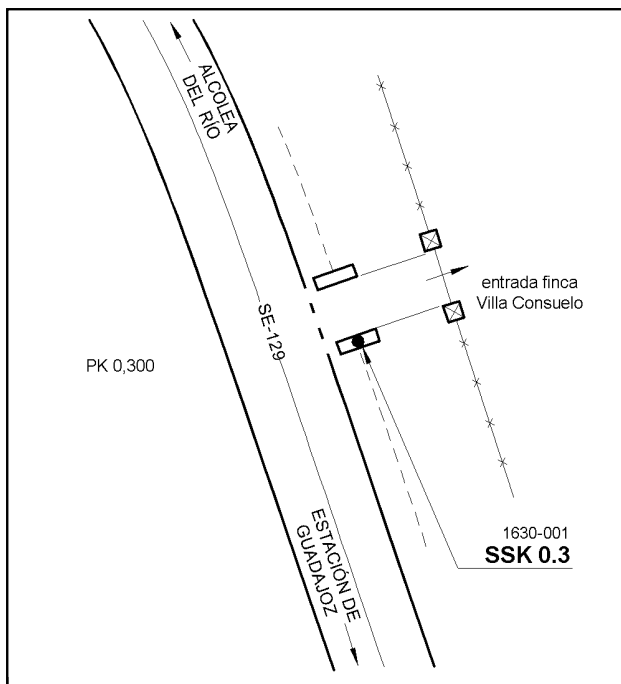 ALCOLEA
DEL RÍO
entrada finca
Villa Consuelo
SE-129
PK 0,300
ESTACIÓN DE
GUADAJOZ
1630-001
SSK 0.3